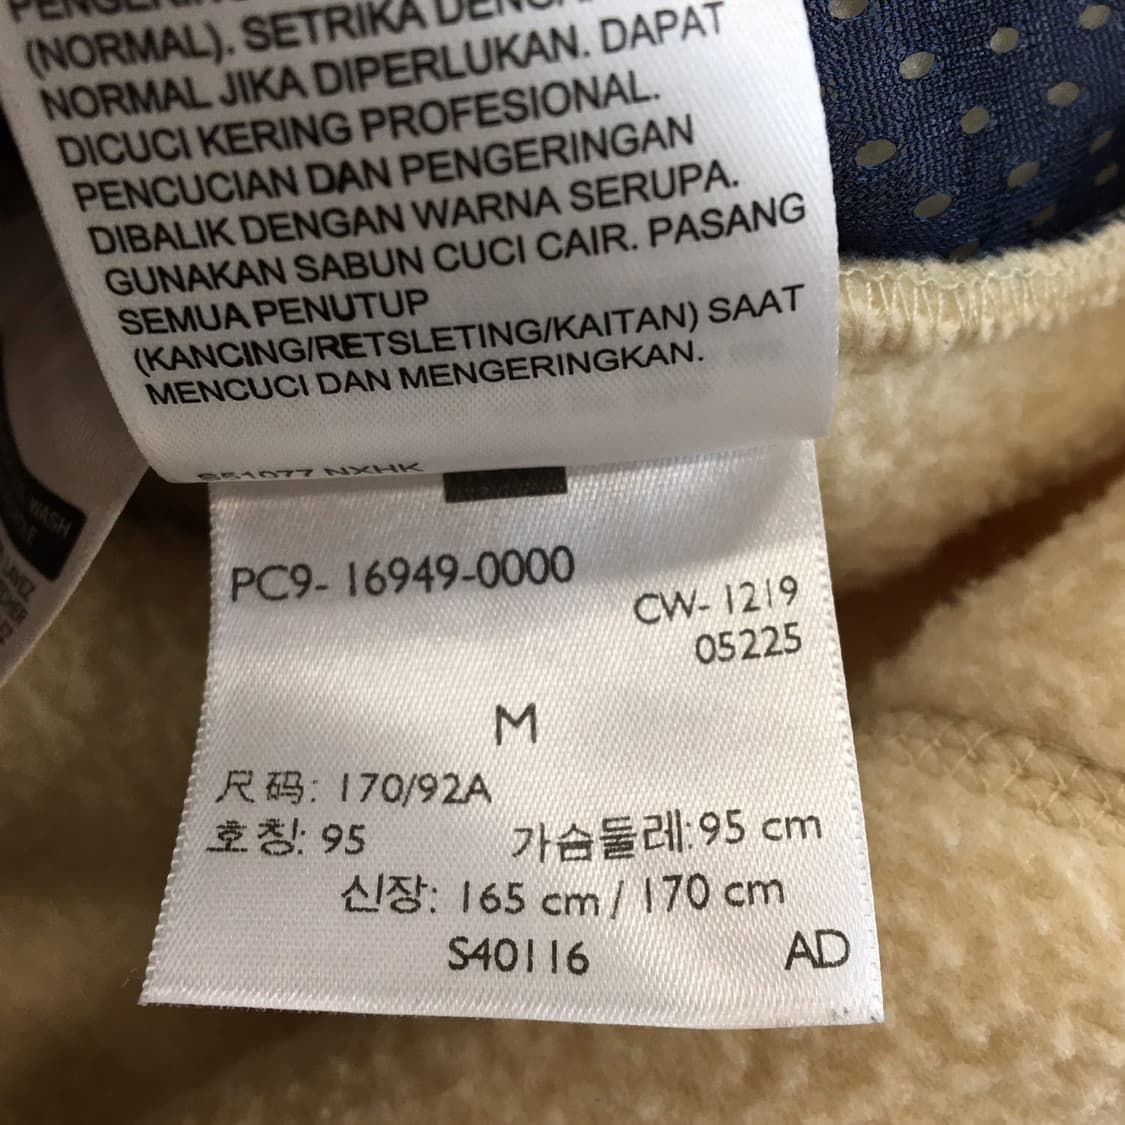 (NORMAL). SETRIKA DENGAN
NORMAL JIKA DIPERLUKAN. DAPAT
DICUCI KERING PROFESIONAL.
PENCUCIAN DAN PENGERINGAN
DIBALIK DENGAN WARNA SERUPA.
GUNAKAN SABUN CUCI CAIR. PASANG
SEMUA PENUTUP
(KANCING/RETSLETING/KAITAN) SAAT
MENCUCI DAN MENGERINGKAN.
S51077 NXHK
PC9-16949-0000
CW-1219
05225
M
尺码: 170/92A
호칭: 95 가슴둘레:95 cm
신장: 165 cm / 170 cm
S40116 AD
WASH